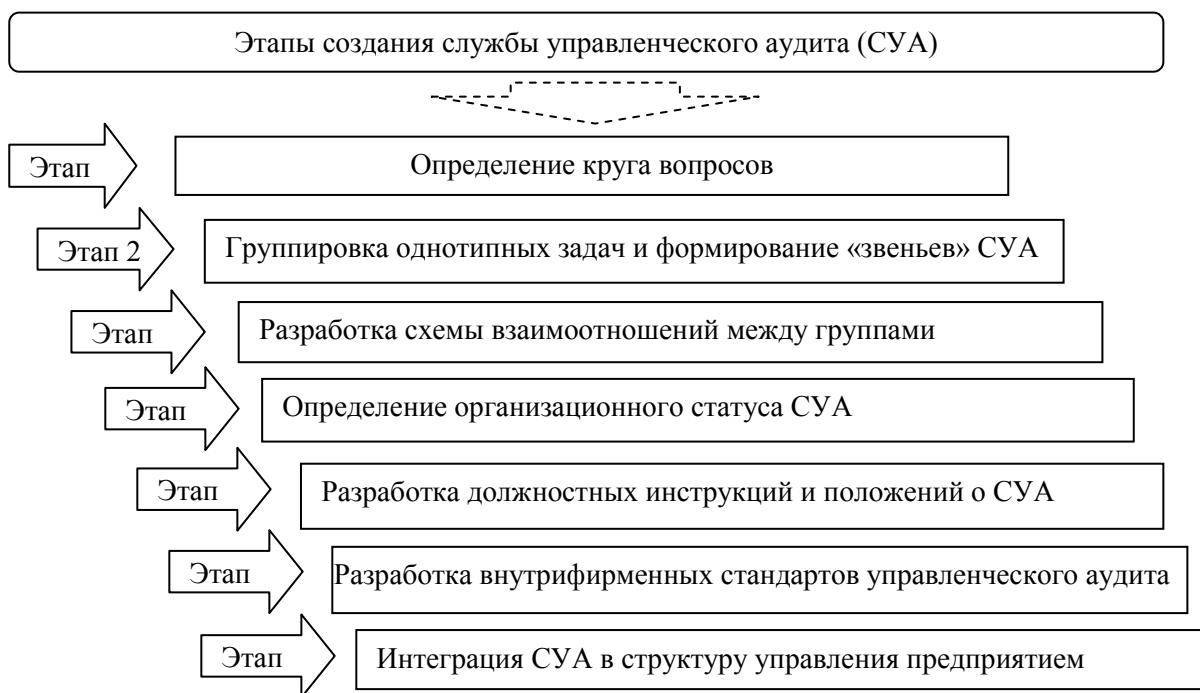 Этапы создания службы управленческого аудита (СУА)
Этап
Определение круга вопросов
Этап 2
Группировка однотипных задач и формирование «звеньев» СУА
Этап
Разработка схемы взаимоотношений между группами
Этап
Определение организационного статуса СУА
Этап
Разработка должностных инструкций и положений о СУА
Этап
Разработка внутрифирменных стандартов управленческого аудита
Этап
Интеграция СУА в структуру управления предприятием